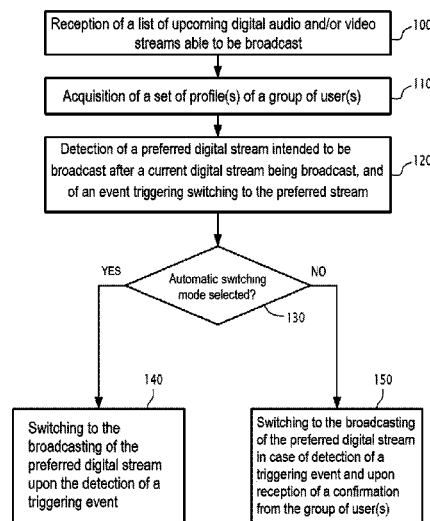 Reception of a list of upcoming digital audio and/or video
streams able to be broadcast
100
Acquisition of a set of profile(s) of a group of user(s)
110
Detection of a preferred digital stream intended to be
broadcast after a current digital stream being broadcast, and
of an event triggering switching to the preferred stream
120
YES
Automatic switching
mode selected?
NO
130
140
Switching to the
broadcasting of the
preferred digital stream
upon the detection of a
triggering event
150
Switching to the broadcasting
of the preferred digital stream
in case of detection of a
triggering event and upon
reception of a confirmation
from the group of user(s)